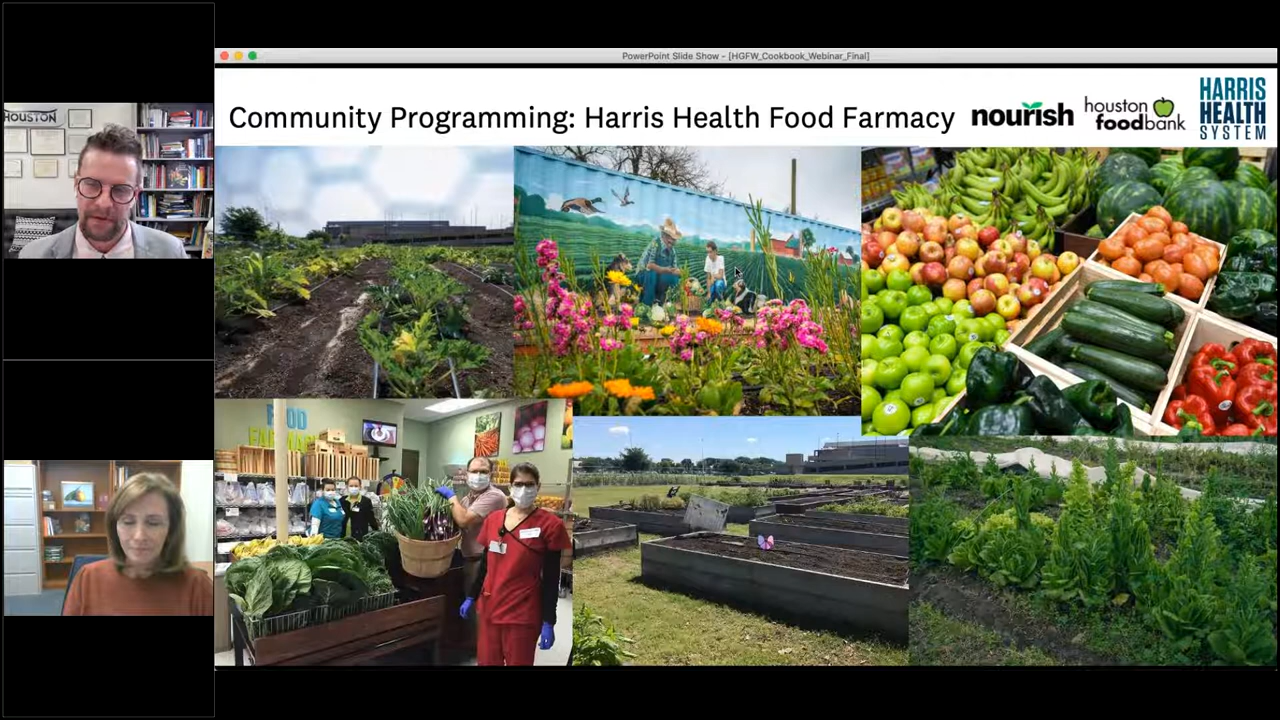 PowerPoint Slide Show - [HGFW_Cookbook_Webinar_Final]
Community Programming: Harris Health Food Farmacy
nourish
houston
foodbank
HARRIS
HEALTH
SYSTEM
HOUSTON
FOOD